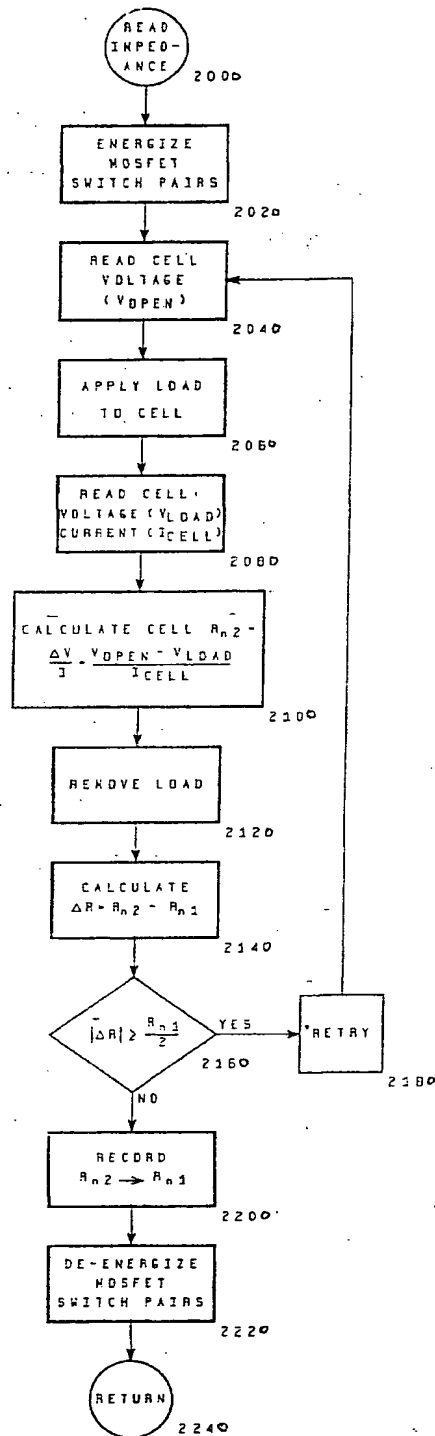 READ
IMPED-
ANCE
2000
ENERGIZE
MOSFET
SWITCH PAIRS
2020
READ CELL
VOLTAGE
(VOPEN)
2040
APPLY LOAD
TO CELL
2060
READ CELL
VOLTAGE (VLOAD)
CURRENT (ICELL)
2080
CALCULATE CELL Rn2 =
ΔV/I = VOPEN - VLOAD/ICELL
2100
REMOVE LOAD
2120
CALCULATE
ΔR = Rn2 - Rn1
2140
|ΔR| ≥ Rn1/2
YES
2160
RETRY
2180
NO
RECORD
Rn2 → Rn1
2200
DE-ENERGIZE
MOSFET
SWITCH PAIRS
2220
RETURN
2240